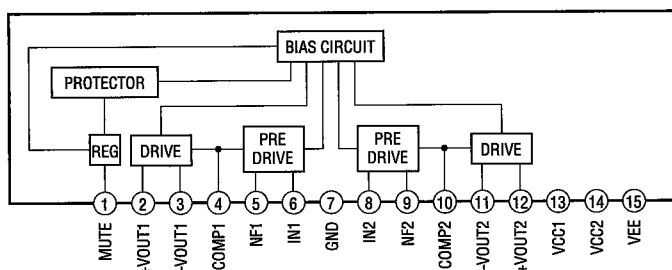 BIAS CIRCUIT
PROTECTOR
REG
DRIVE
PRE
DRIVE
PRE
DRIVE
DRIVE
1
2
3
4
5
6
7
8
9
10
11
12
13
14
15
MUTE
+VOUT1
-VOUT1
COMP1
NF1
IN1
GND
IN2
NF2
COMP2
-VOUT2
+VOUT2
VCC1
VCC2
VEE